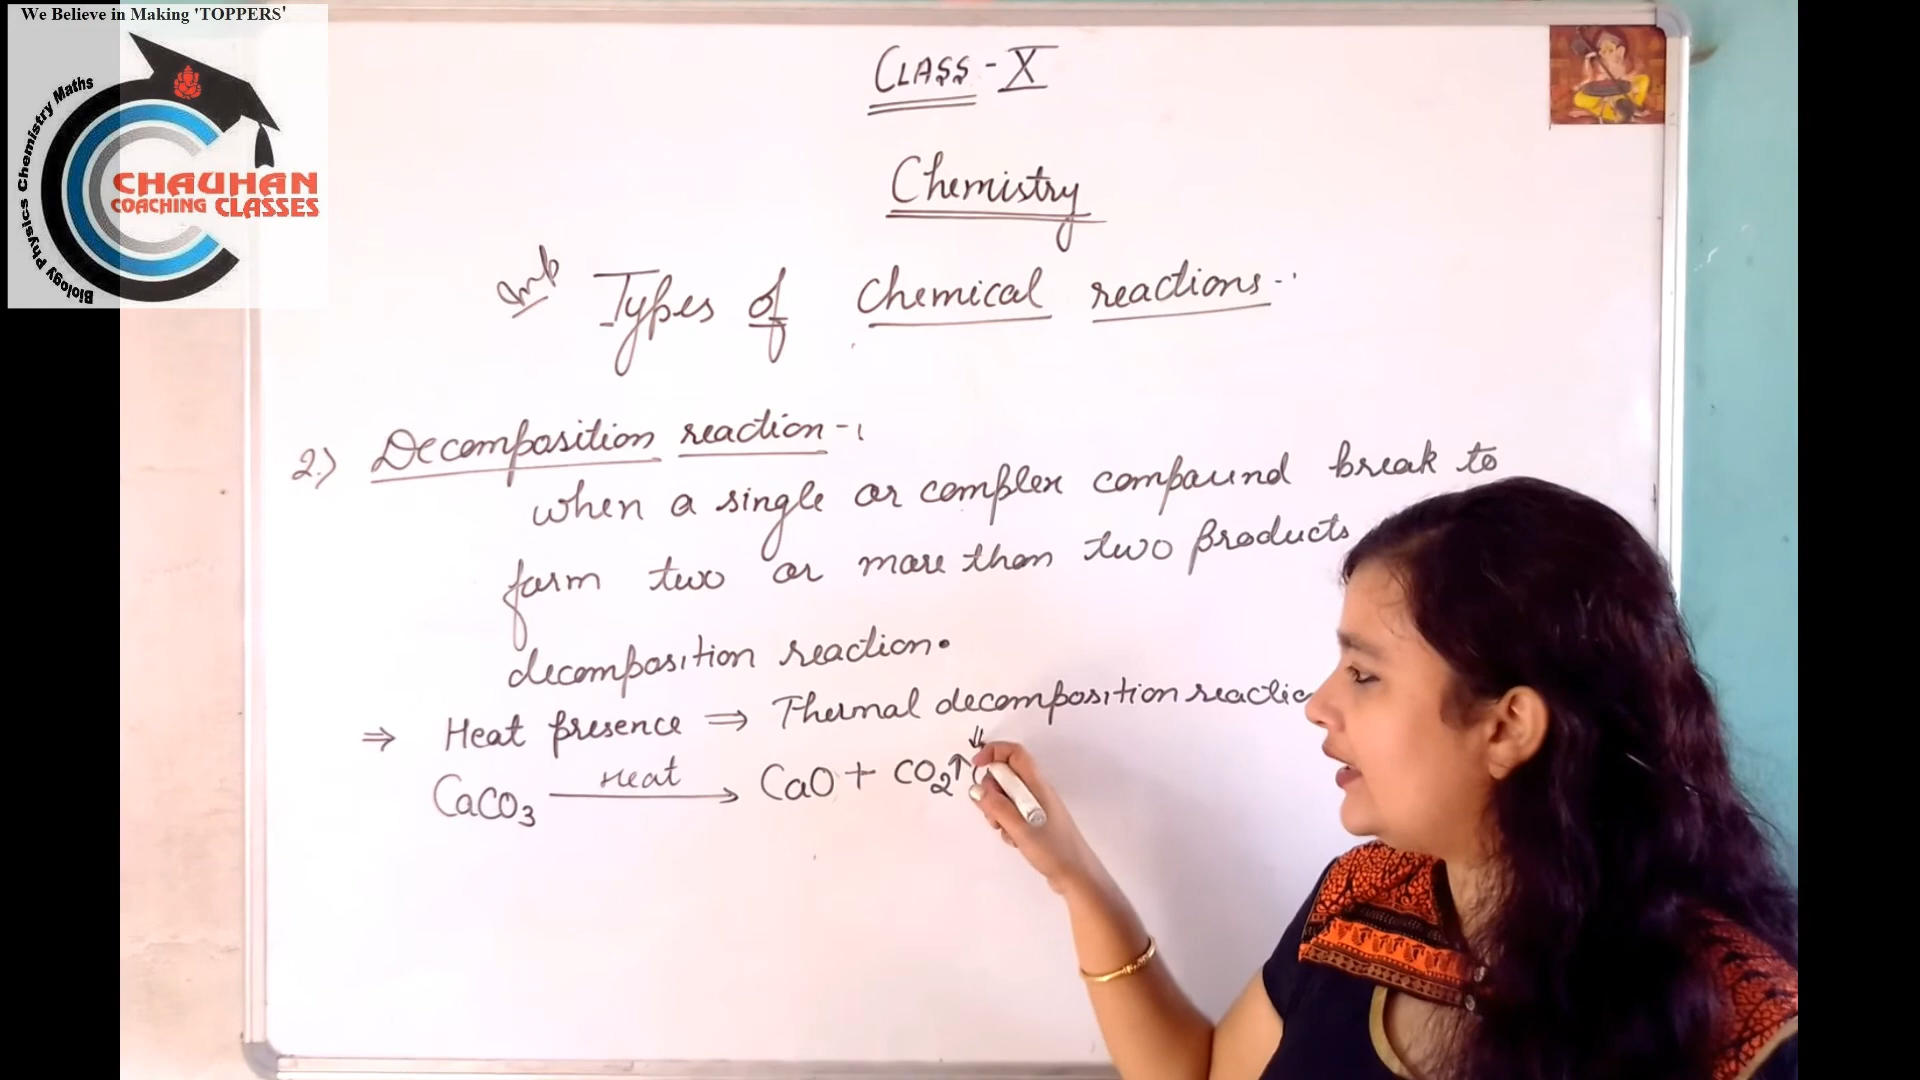 We Believe in Making 'TOPPERS'
Biology Physics Chemistry Maths
CHAUHAN
COACHING CLASSES
CLASS - X
Chemistry
Imp Types of Chemical reactions -:
2.) Decomposition reaction -:
when a single or complex compound break to
form two or more than two products
decomposition reaction.
⇒ Heat presence ⇒ Thermal decomposition reactio
CaCO3 Heat → CaO + CO2↑